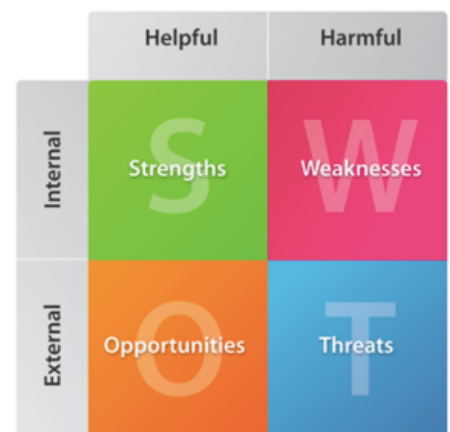 Helpful Harmful
Internal
S W
Strengths Weaknesses
External
O T
Opportunities Threats